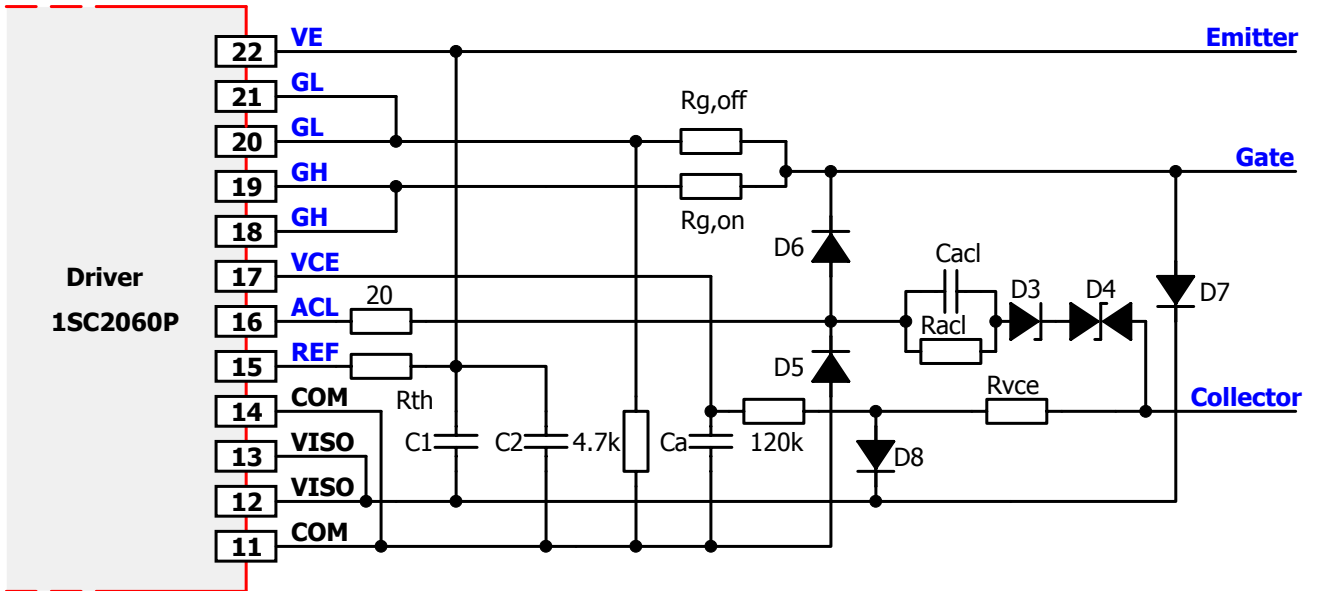 22 VE Emitter
21 GL
Rg,off
20 GL
Gate
19 GH
18 GH
Rg,on
D6 Cacl
17 VCE
Driver
D3 D4 D7
1SC2060P
16 ACL 20
Racl
15 REF
D5
Rth
Rvce
14 COM Collector
13 VISO
C1 C2 4.7k Ca 120k
D8
12 VISO
11 COM